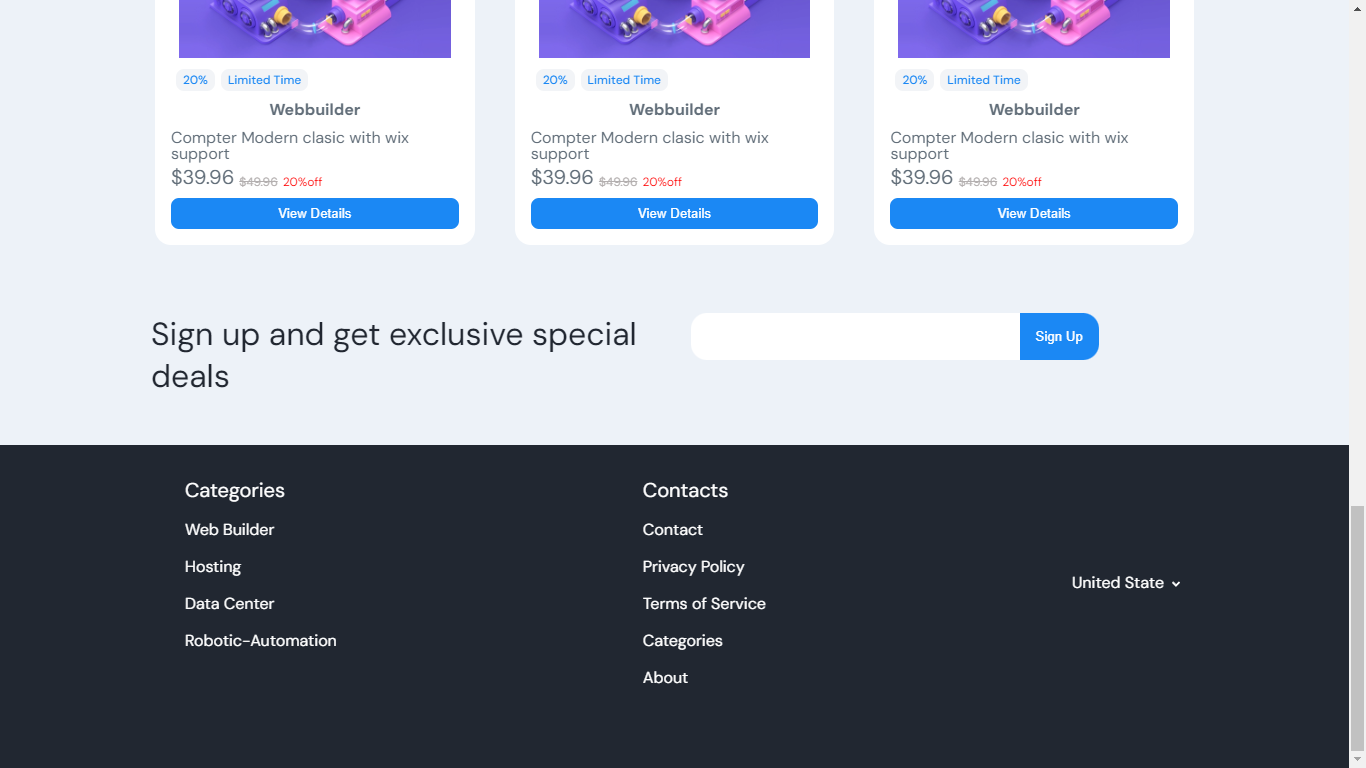 20% Limited Time
Webbuilder
Compter Modern clasic with wix
support
$39.96 $49.96 20%off
View Details
20% Limited Time
Webbuilder
Compter Modern clasic with wix
support
$39.96 $49.96 20%off
View Details
20% Limited Time
Webbuilder
Compter Modern clasic with wix
support
$39.96 $49.96 20%off
View Details
Sign up and get exclusive special
deals
Sign Up
Categories
Web Builder
Hosting
Data Center
Robotic-Automation
Contacts
Contact
Privacy Policy
Terms of Service
Categories
About
United State